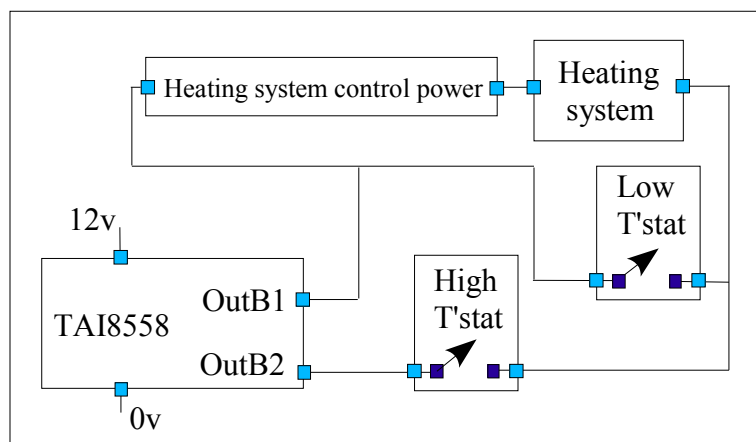 Heating system control power
Heating
system
Low
T'stat
12v
High
T'stat
OutB1
TAI8558
OutB2
0v